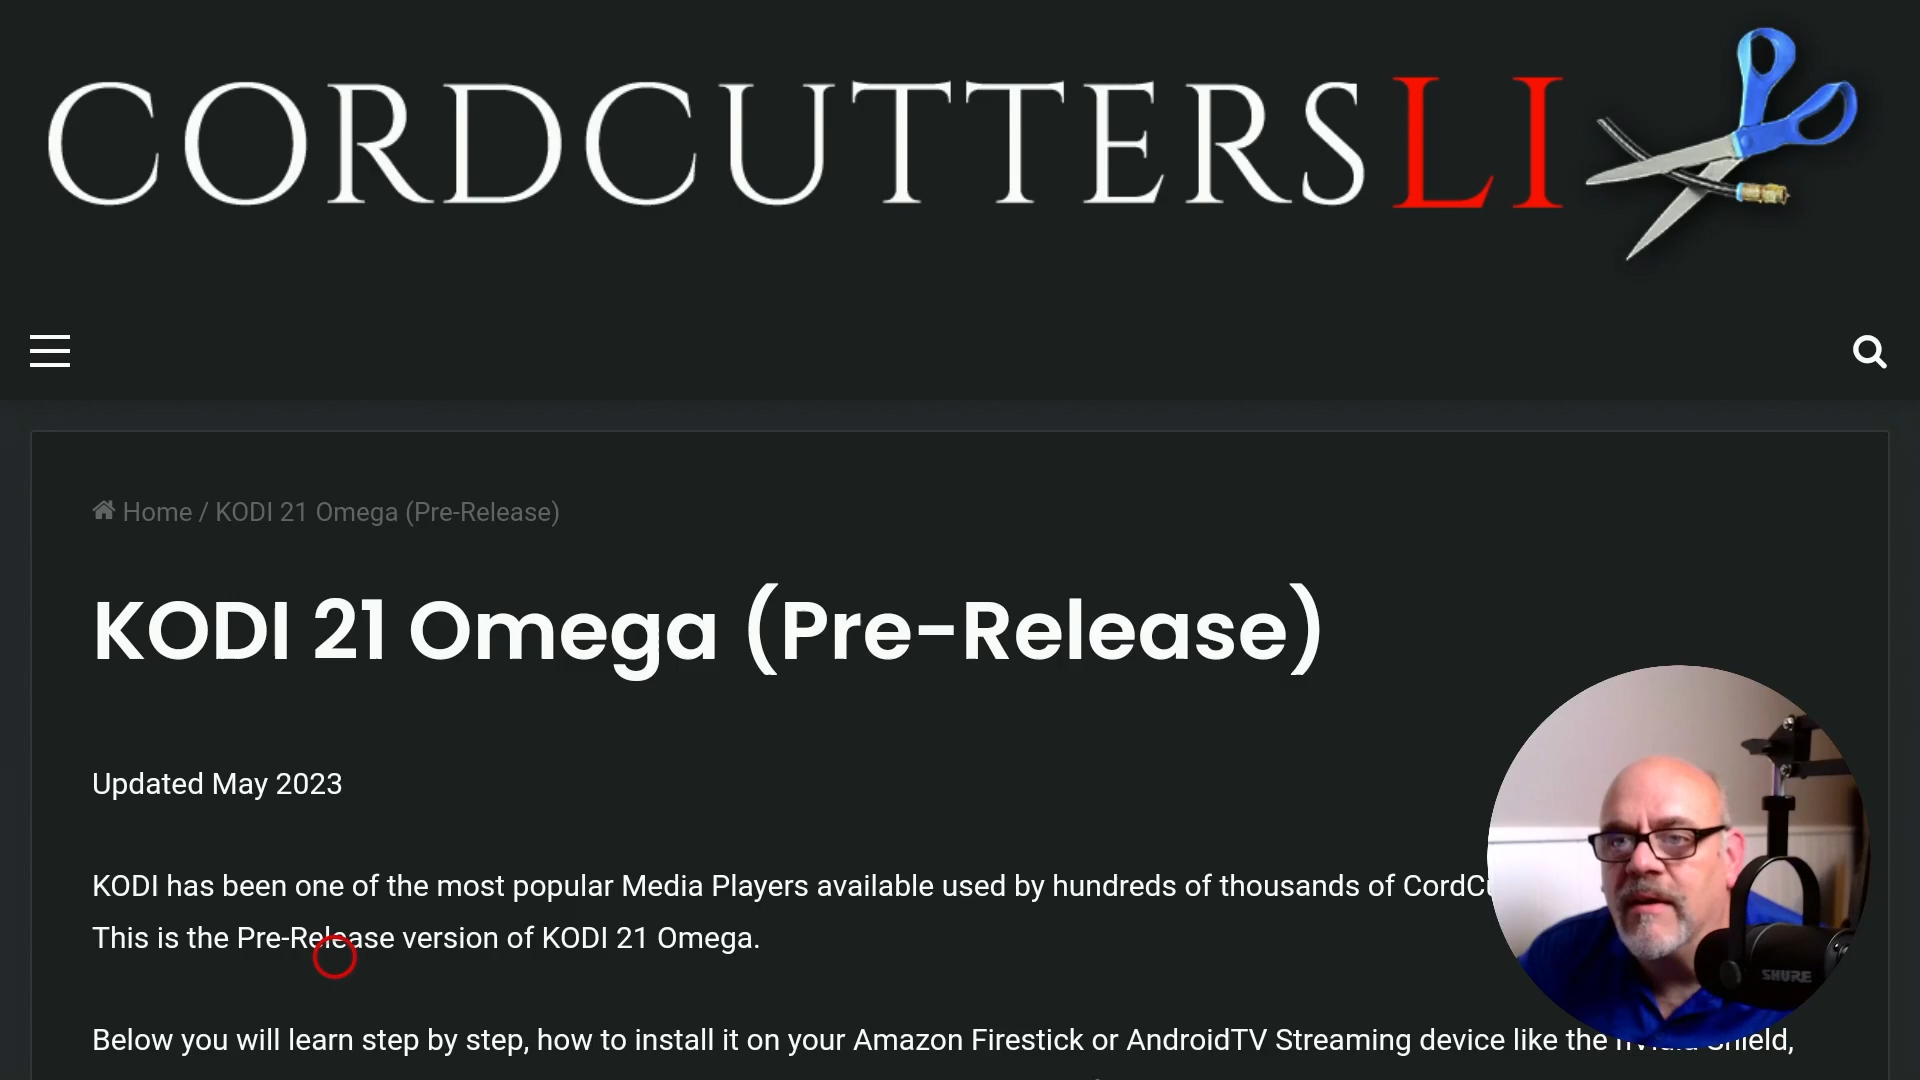 CORDCUTTERSLI
Home / KODI 21 Omega (Pre-Release)
KODI 21 Omega (Pre-Release)
Updated May 2023
KODI has been one of the most popular Media Players available used by hundreds of thousands of
This is the Pre-Release version of KODI 21 Omega.
SHURE
Below you will learn step by step, how to install it on your Amazon Firestick or AndroidTV Streaming device like the